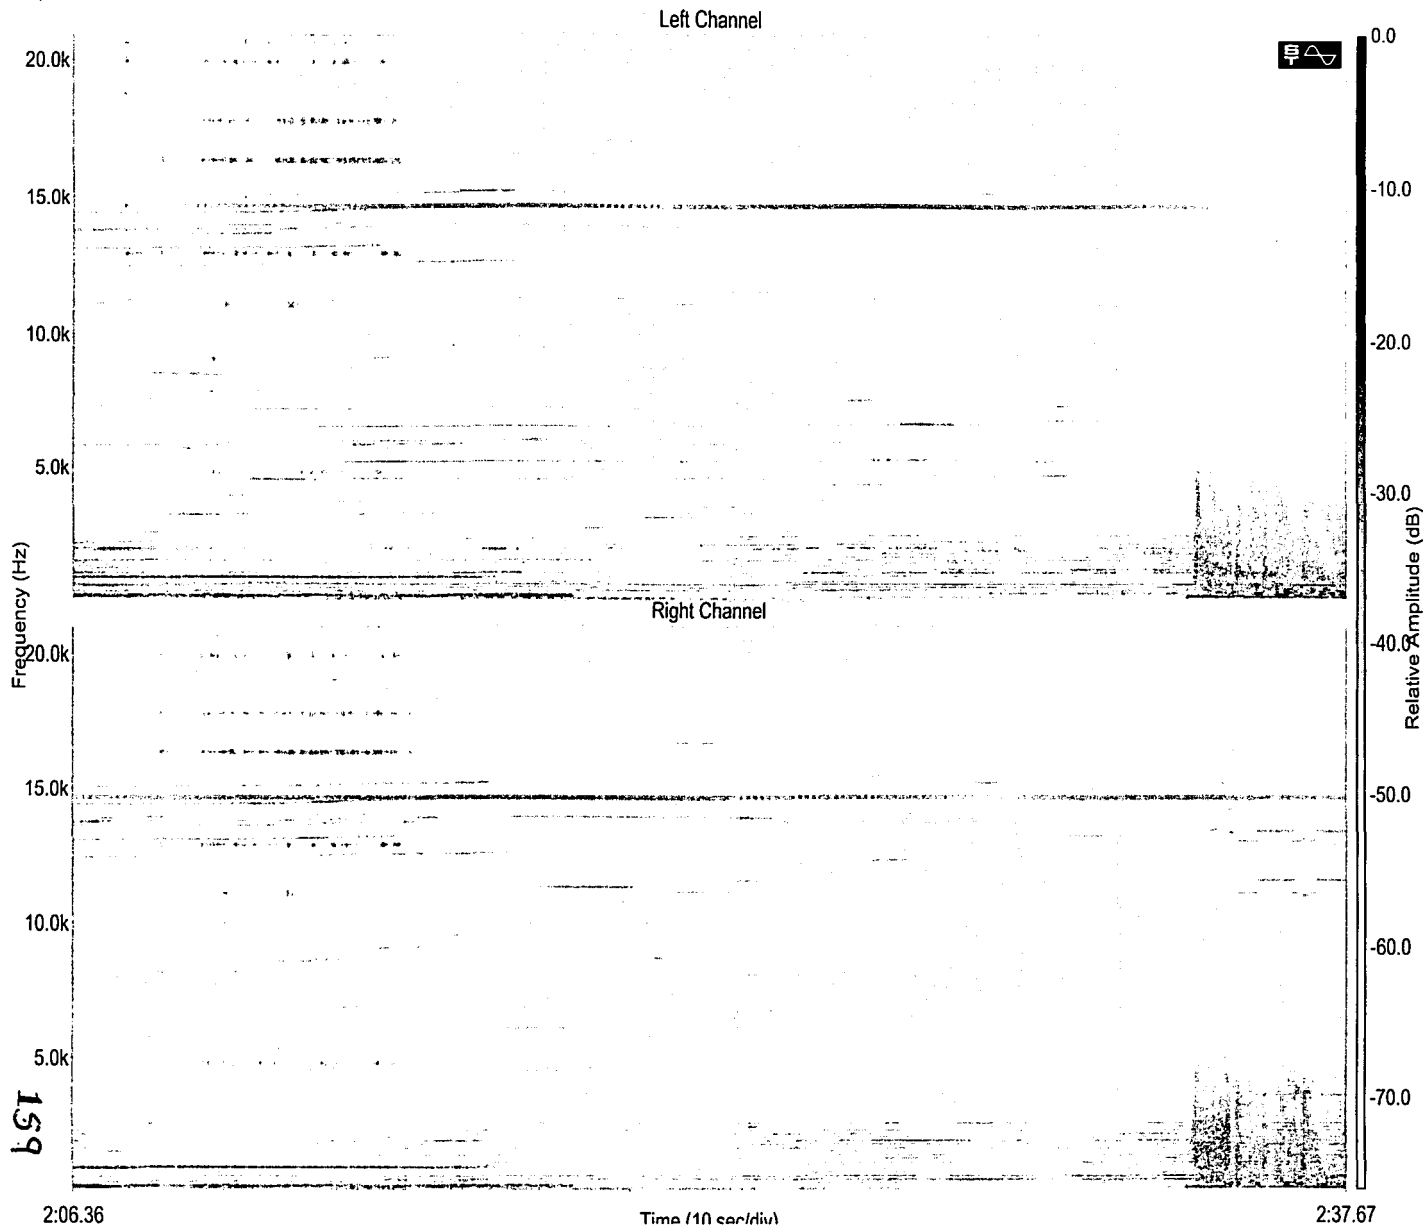 Left Channel
20.0k
15.0k
10.0k
5.0k
ST
0.0
-10.0
-20.0
-30.0
-40.0
-50.0
-60.0
-70.0
Frequency (Hz)
Relative Amplitude (dB)
Right Channel
20.0k
15.0k
10.0k
5.0k
159
2:06.36
Time (10 sec/div)
2:37.67